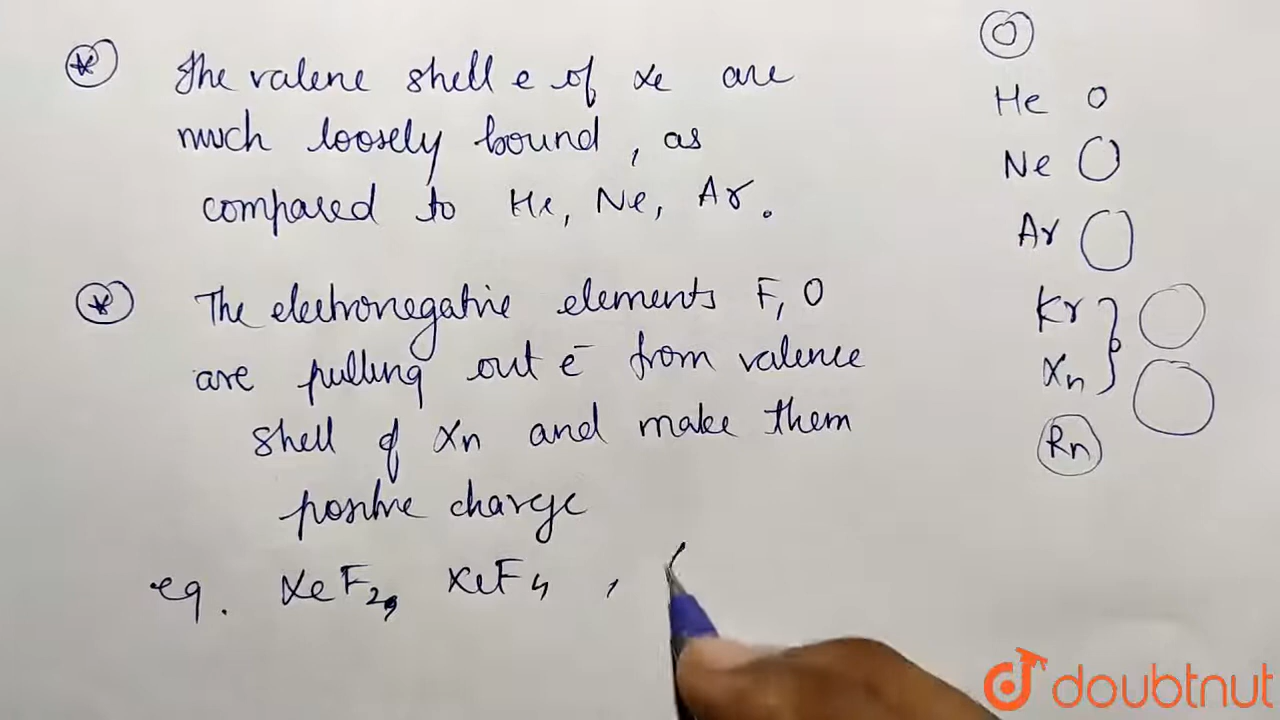 The valene shell e of Xe are
much loosely bound, as
compared to He, Ne, Ar.
The electronegative elements F, O
are pulling out e⁻ from valence
shell of Xn and make them
positive charge
eg. XeF₂, XeF₄ ,
O
He
Ne
Ar
Kr
Xn
Rn
doubtnut